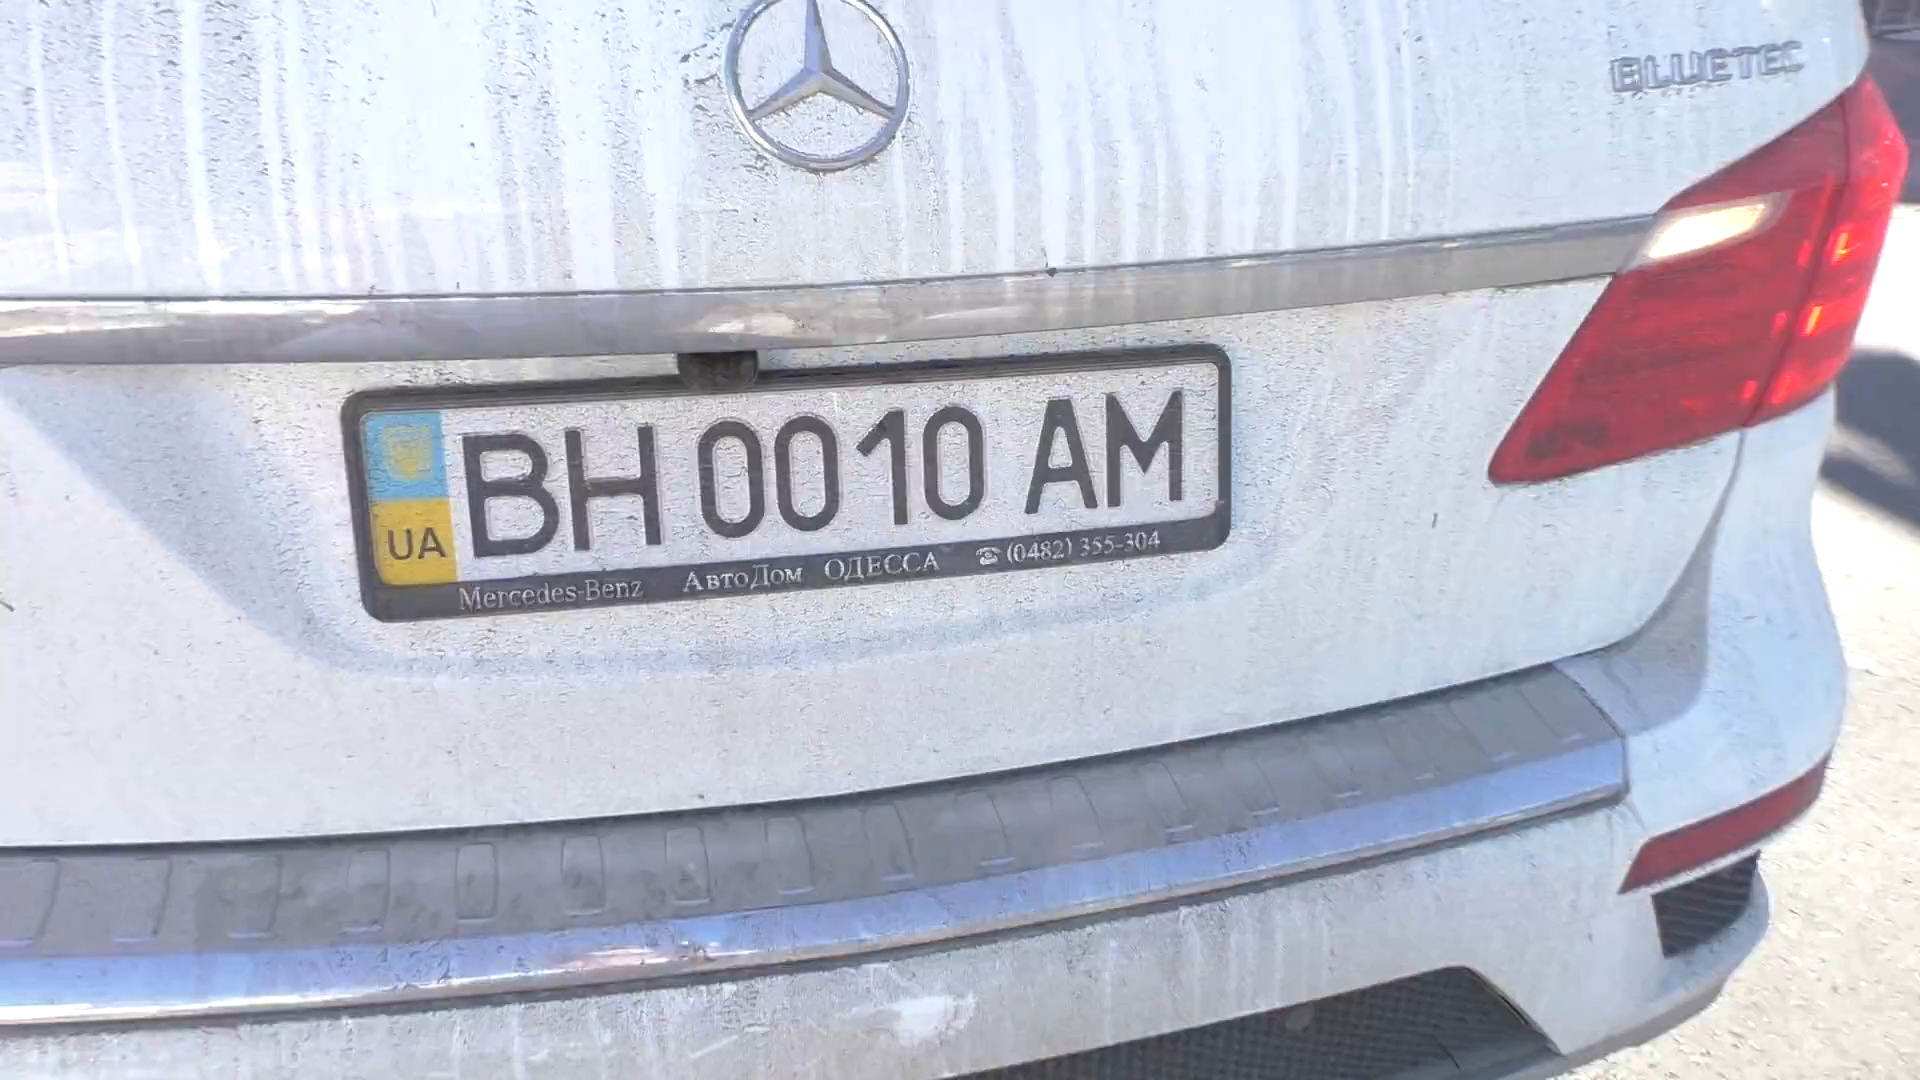 BLUETEC
BH 0010 AM
UA
Mercedes-Benz АвтоДом ОДЕССА ☎ (0482) 355-304